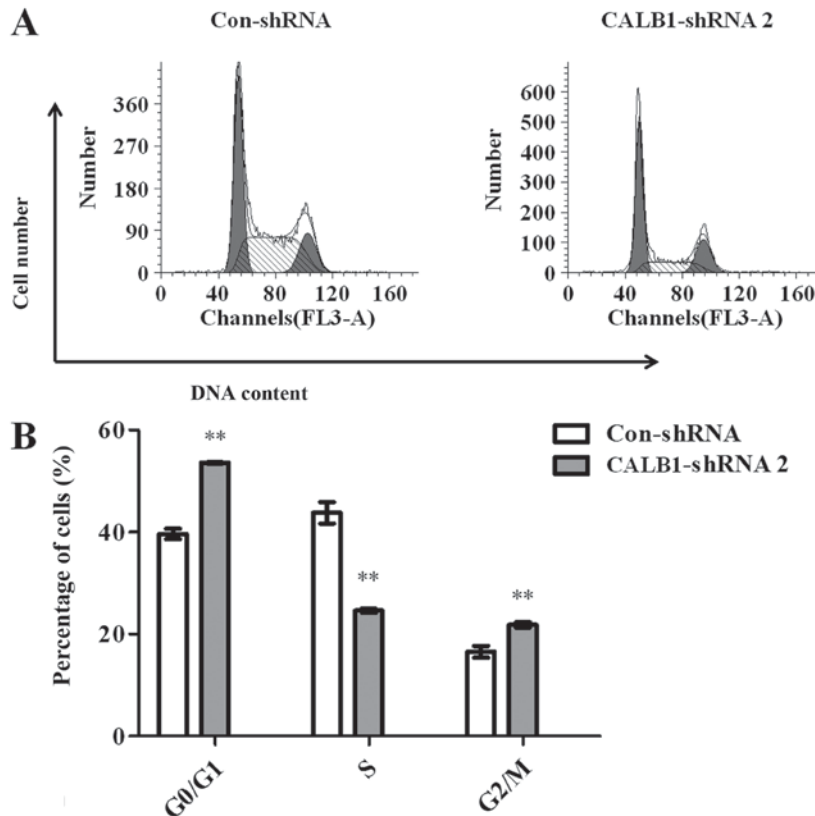 A
Con-shRNA
CALB1-shRNA 2
Cell number
Number
360
270
180
90
0
0 40 80 120 160
Channels(FL3-A)
Number
600
500
400
300
200
100
0
0 40 80 120 160
Channels(FL3-A)
DNA content
B
Percentage of cells (%)
60
40
20
0
**
**
**
Con-shRNA
CALB1-shRNA 2
G0/G1
S
G2/M